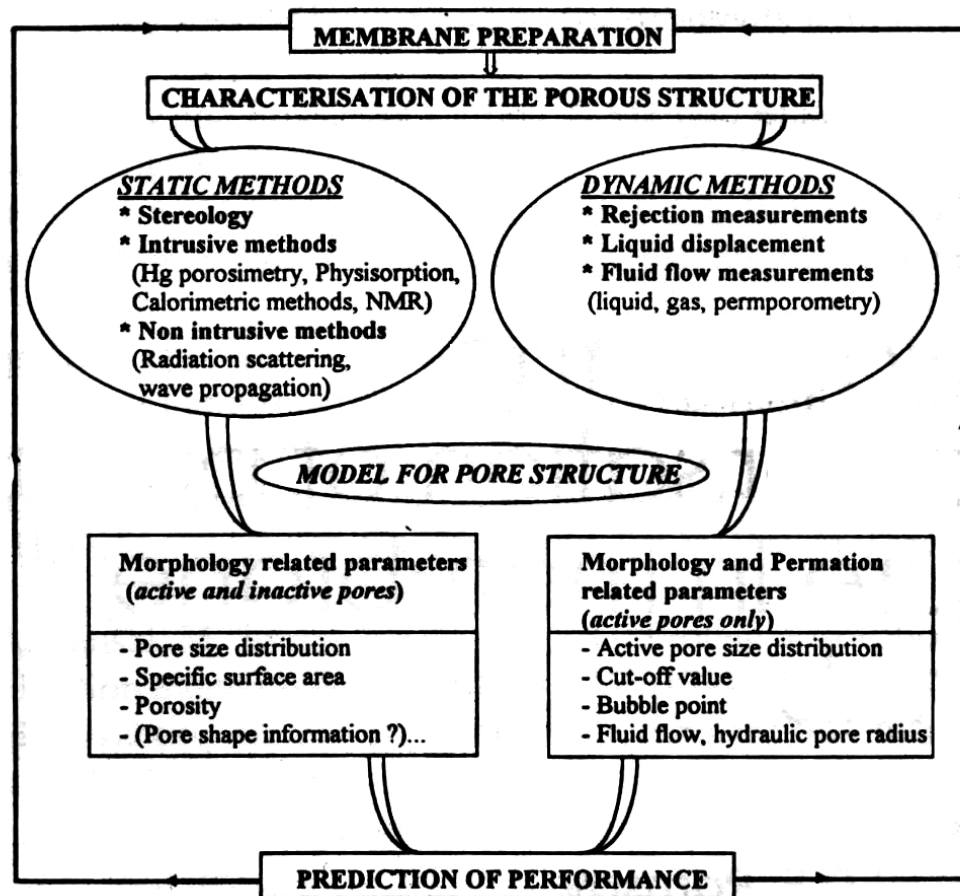 MEMBRANE PREPARATION
CHARACTERISATION OF THE POROUS STRUCTURE
STATIC METHODS
* Stereology
* Intrusive methods
(Hg porosimetry, Physisorption,
Calorimetric methods, NMR)
* Non intrusive methods
(Radiation scattering,
wave propagation)
DYNAMIC METHODS
* Rejection measurements
* Liquid displacement
* Fluid flow measurements
(liquid, gas, permporometry)
MODEL FOR PORE STRUCTURE
Morphology related parameters
(active and inactive pores)
- Pore size distribution
- Specific surface area
- Porosity
- (Pore shape information ?)...
Morphology and Permation
related parameters
(active pores only)
- Active pore size distribution
- Cut-off value
- Bubble point
- Fluid flow, hydraulic pore radius
PREDICTION OF PERFORMANCE